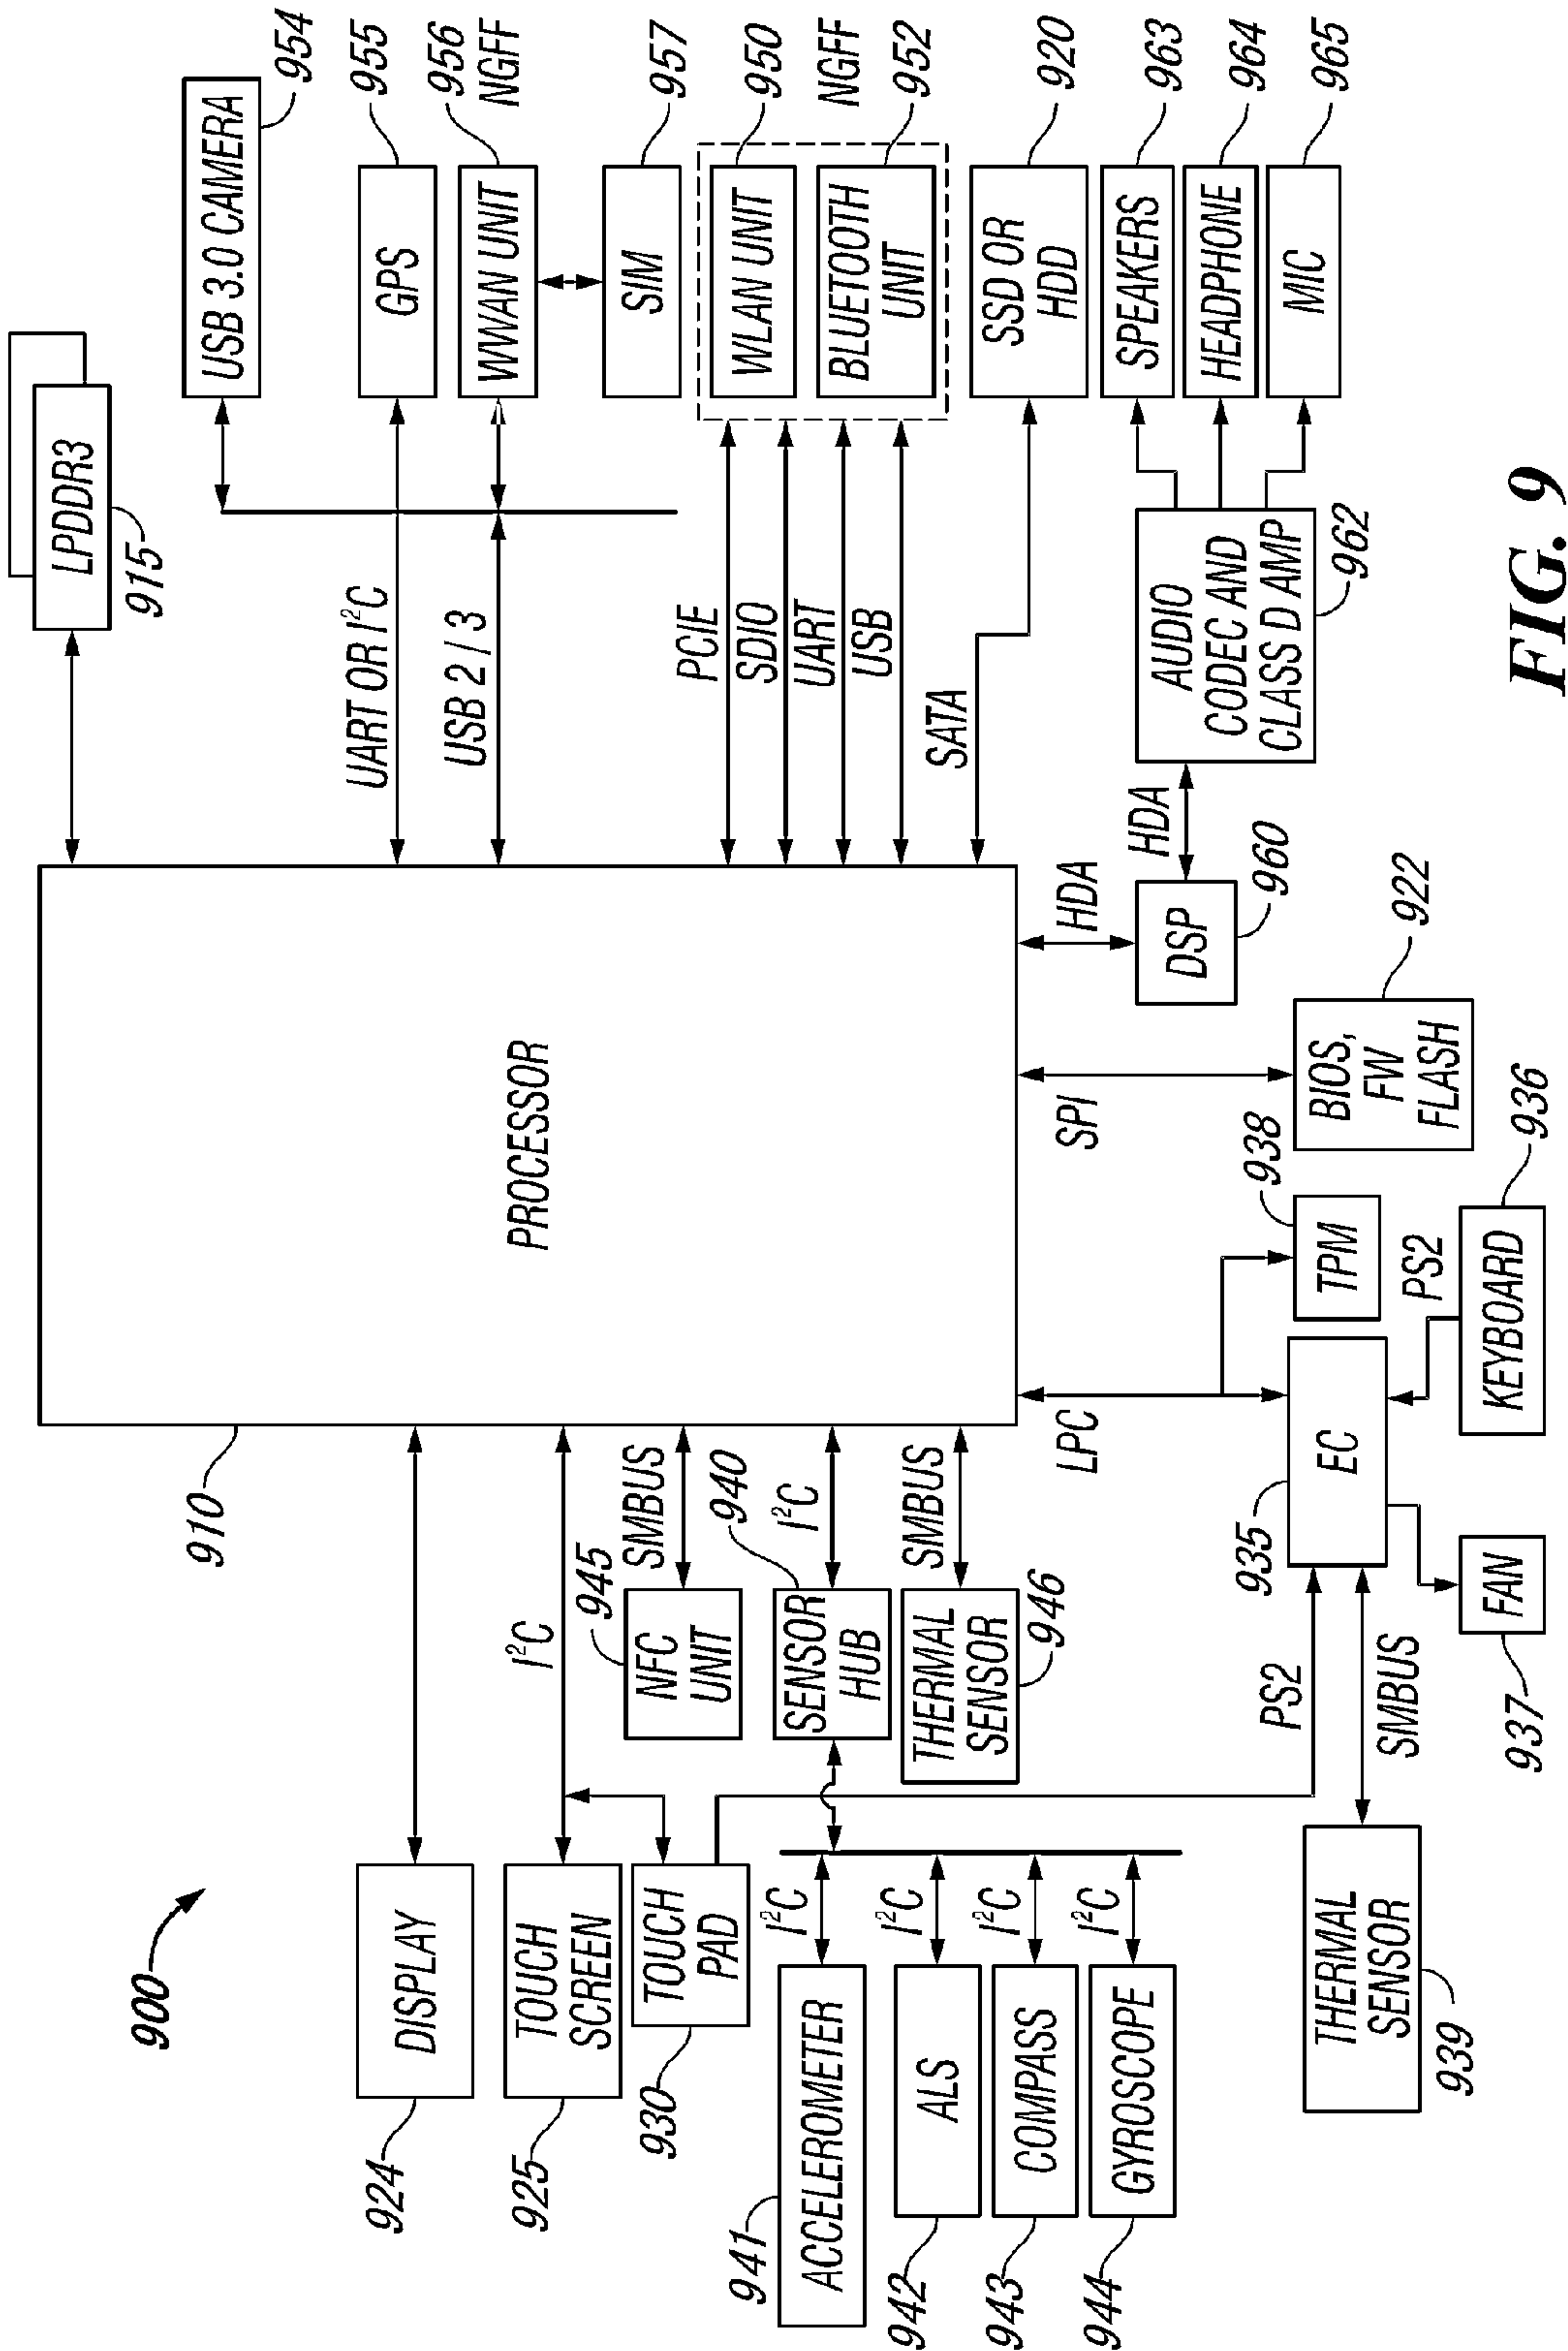 900
LPDDR3
915
910
PROCESSOR
924
DISPLAY
925
TOUCH
SCREEN
I²C
930
TOUCH
PAD
945
NFC
UNIT
SMBUS
940
SENSOR
HUB
I²C
THERMAL
SENSOR
946
SMBUS
941
ACCELEROMETER
I²C
942
ALS
I²C
943
COMPASS
I²C
944
GYROSCOPE
I²C
THERMAL
SENSOR
939
SMBUS
PS2
935
EC
LPC
FAN
937
KEYBOARD
936
PS2
TPM
938
SPI
BIOS,
FW
FLASH
922
HDA
DSP
960
HDA
AUDIO
CODEC AND
CLASS D AMP
962
USB 3.0 CAMERA
954
UART OR I²C
GPS
955
USB 2 / 3
WWAN UNIT
956
NGFF
SIM
957
PCIE
SDIO
UART
USB
WLAN UNIT
950
BLUETOOTH
UNIT
NGFF
952
SATA
SSD OR
HDD
920
SPEAKERS
963
HEADPHONE
964
MIC
965
FIG. 9